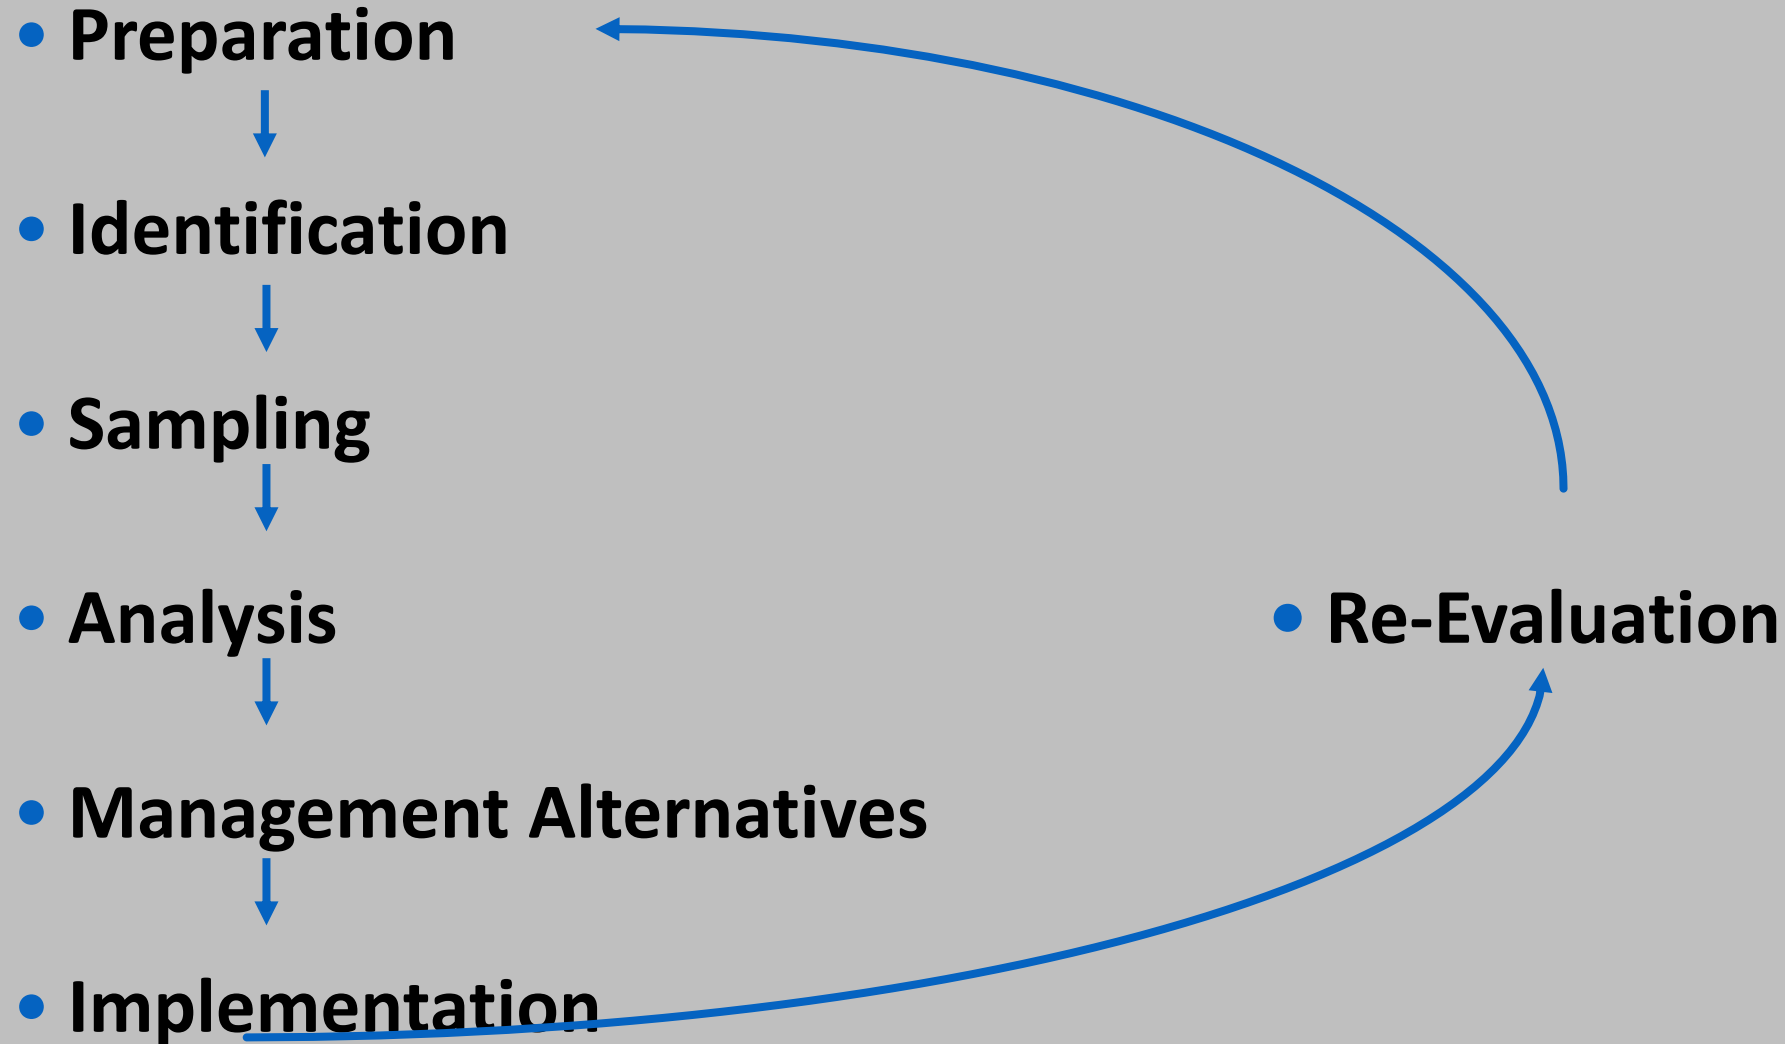 • Preparation
• Identification
• Sampling
• Analysis
• Re-Evaluation
• Management Alternatives
• Implementation